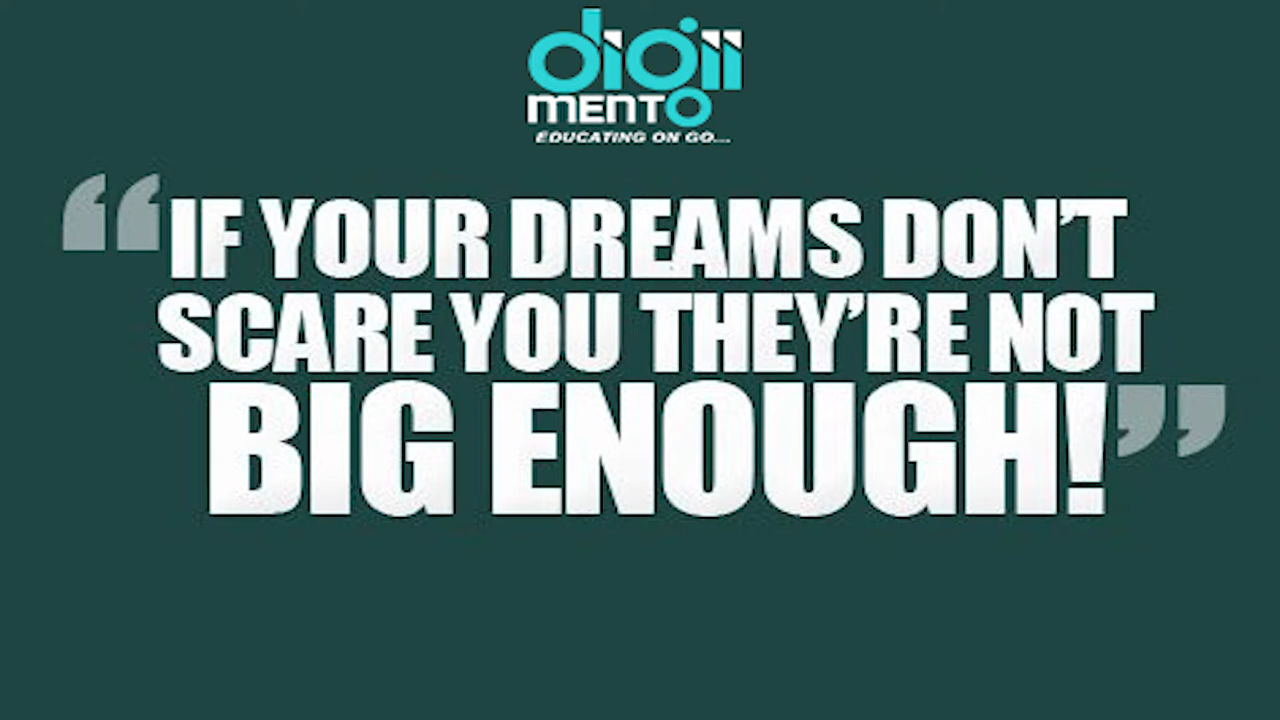 digii
MENTO
EDUCATING ON GO...
“IF YOUR DREAMS DON’T
SCARE YOU THEY’RE NOT
BIG ENOUGH!”